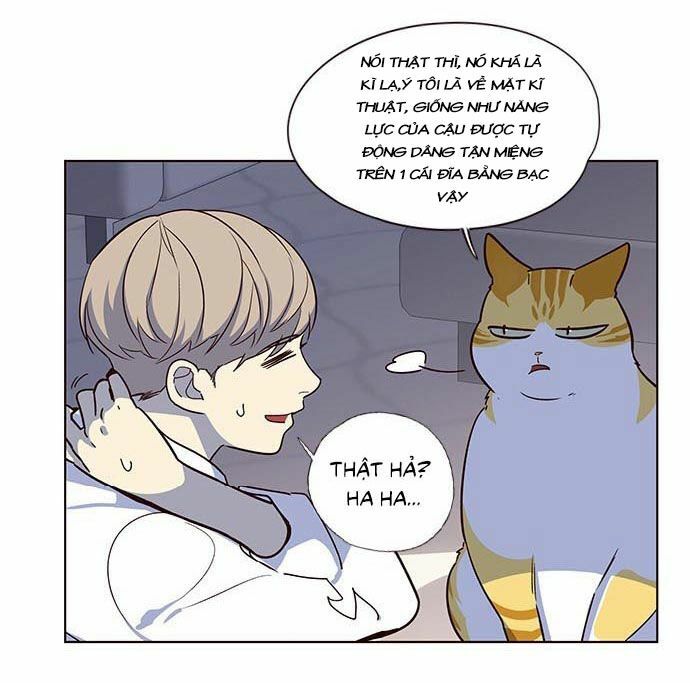 NÓI THẬT THÌ, NÓ KHÁ LÀ
KÌ LẠ,Ý TÔI LÀ VỀ MẶT KĨ
THUẬT, GIỐNG NHƯ NĂNG
LỰC CỦA CẬU ĐƯỢC TỰ
ĐỘNG DÂNG TẬN MIỆNG
TRÊN 1 CÁI ĐĨA BẰNG BẠC
VẬY
THẬT HẢ?
HA HA...